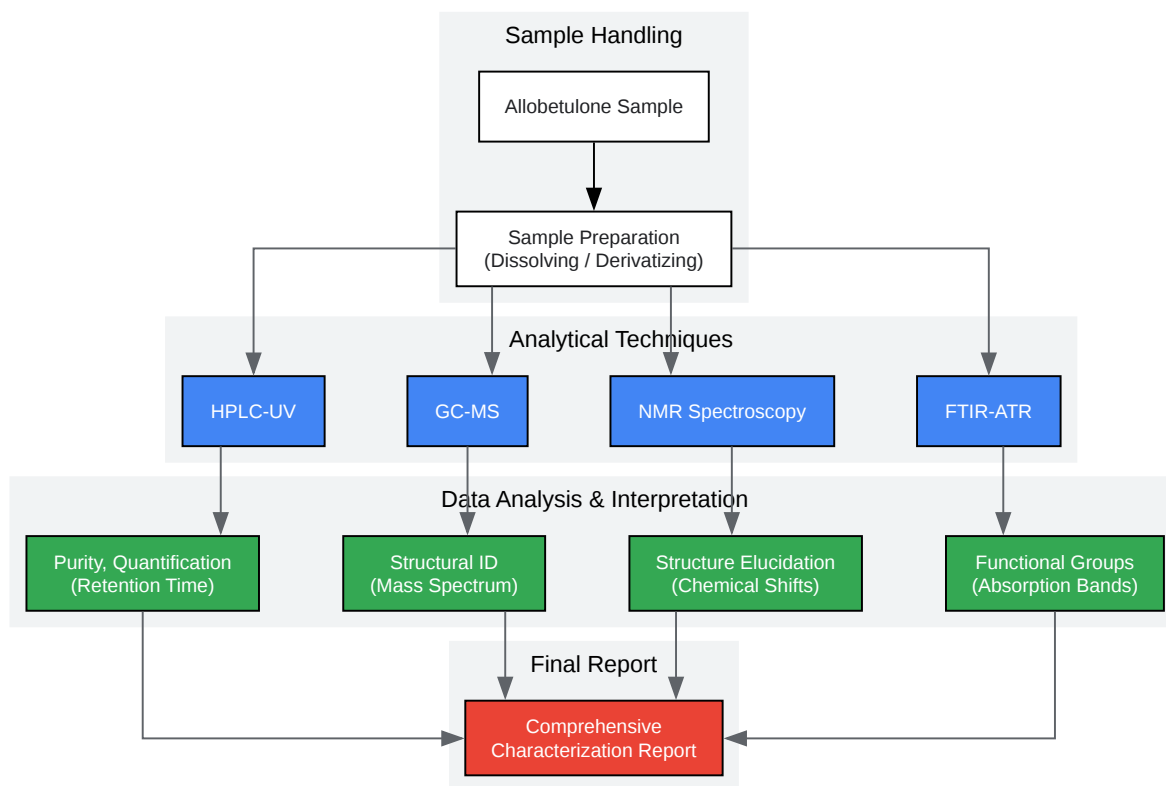 Sample Handling
Allobetulone Sample
Sample Preparation
(Dissolving / Derivatizing)
Analytical Techniques
HPLC-UV
GC-MS
NMR Spectroscopy
FTIR-ATR
Data Analysis & Interpretation
Purity, Quantification
(Retention Time)
Structural ID
(Mass Spectrum)
Structure Elucidation
(Chemical Shifts)
Functional Groups
(Absorption Bands)
Final Report
Comprehensive
Characterization Report